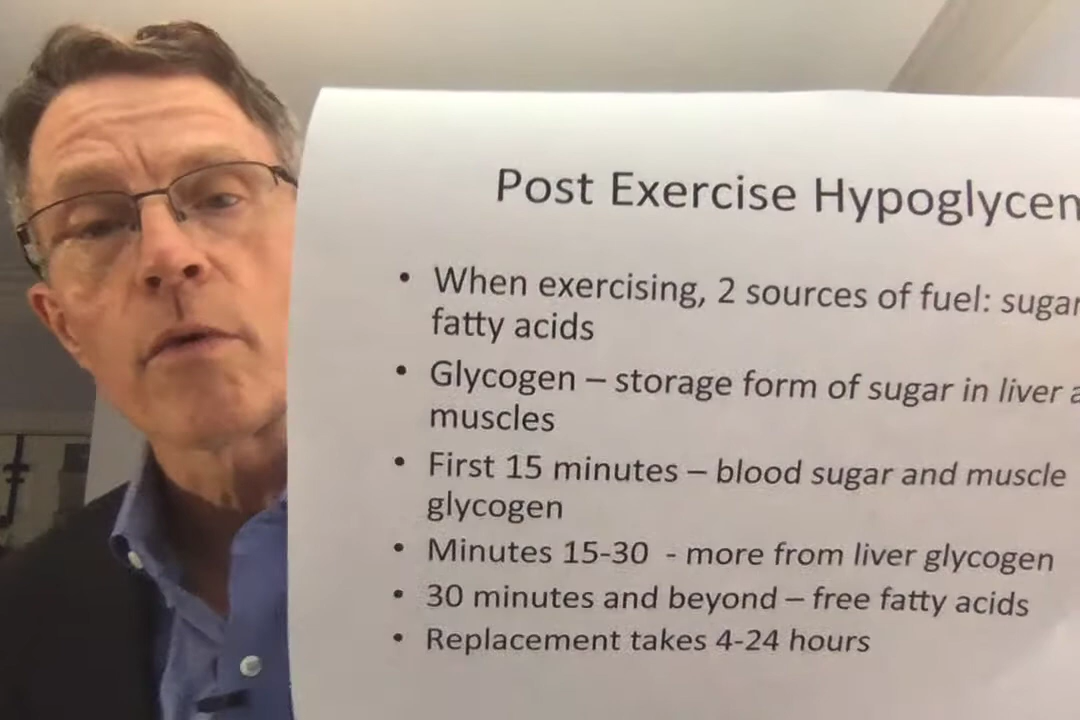 Post Exercise Hypoglycem
• When exercising, 2 sources of fuel: sugar
fatty acids
• Glycogen – storage form of sugar in liver a
muscles
• First 15 minutes – blood sugar and muscle
glycogen
• Minutes 15-30 - more from liver glycogen
• 30 minutes and beyond – free fatty acids
• Replacement takes 4-24 hours